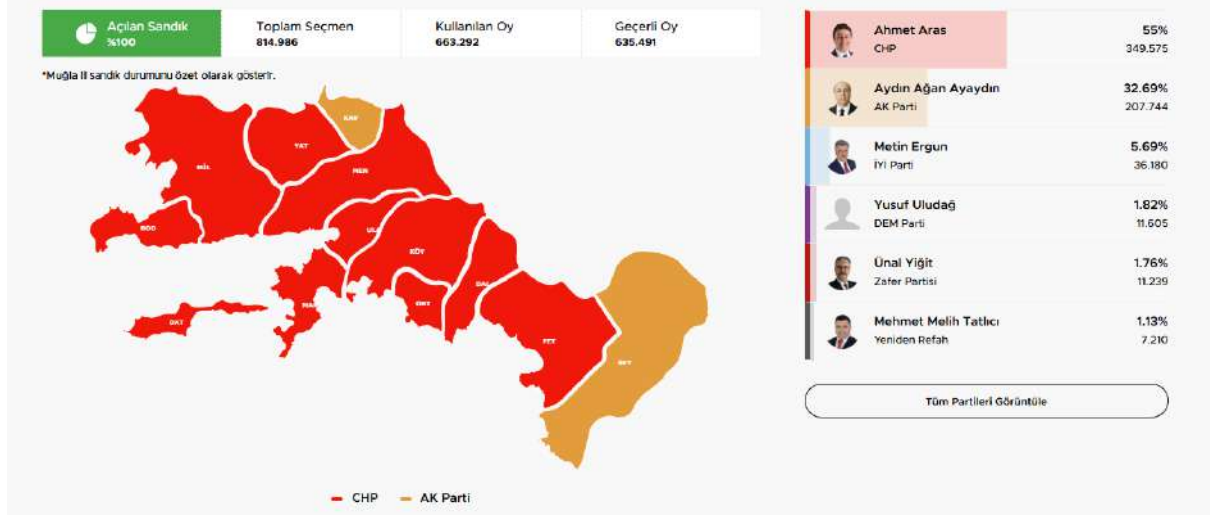 Açılan Sandık
%100
Toplam Seçmen
814.986
Kullanılan Oy
663.292
Geçerli Oy
635.491
*Muğla ili sandık durumunu özet olarak gösterir.
KAV
YAT
MİL
MEN
BOD
ULA
KÖY
DAL
MAR
ORT
DAT
FEY
SEY
CHP
AK Parti
Ahmet Aras
55%
CHP
349.575
Aydın Ağan Ayaydın
32.69%
AK Parti
207.744
Metin Ergun
5.69%
İYİ Parti
36.180
Yusuf Uludağ
1.82%
DEM Parti
11.605
Ünal Yiğit
1.76%
Zafer Partisi
11.239
Mehmet Melih Tatlıcı
1.13%
Yeniden Refah
7.210
Tüm Partileri Görüntüle